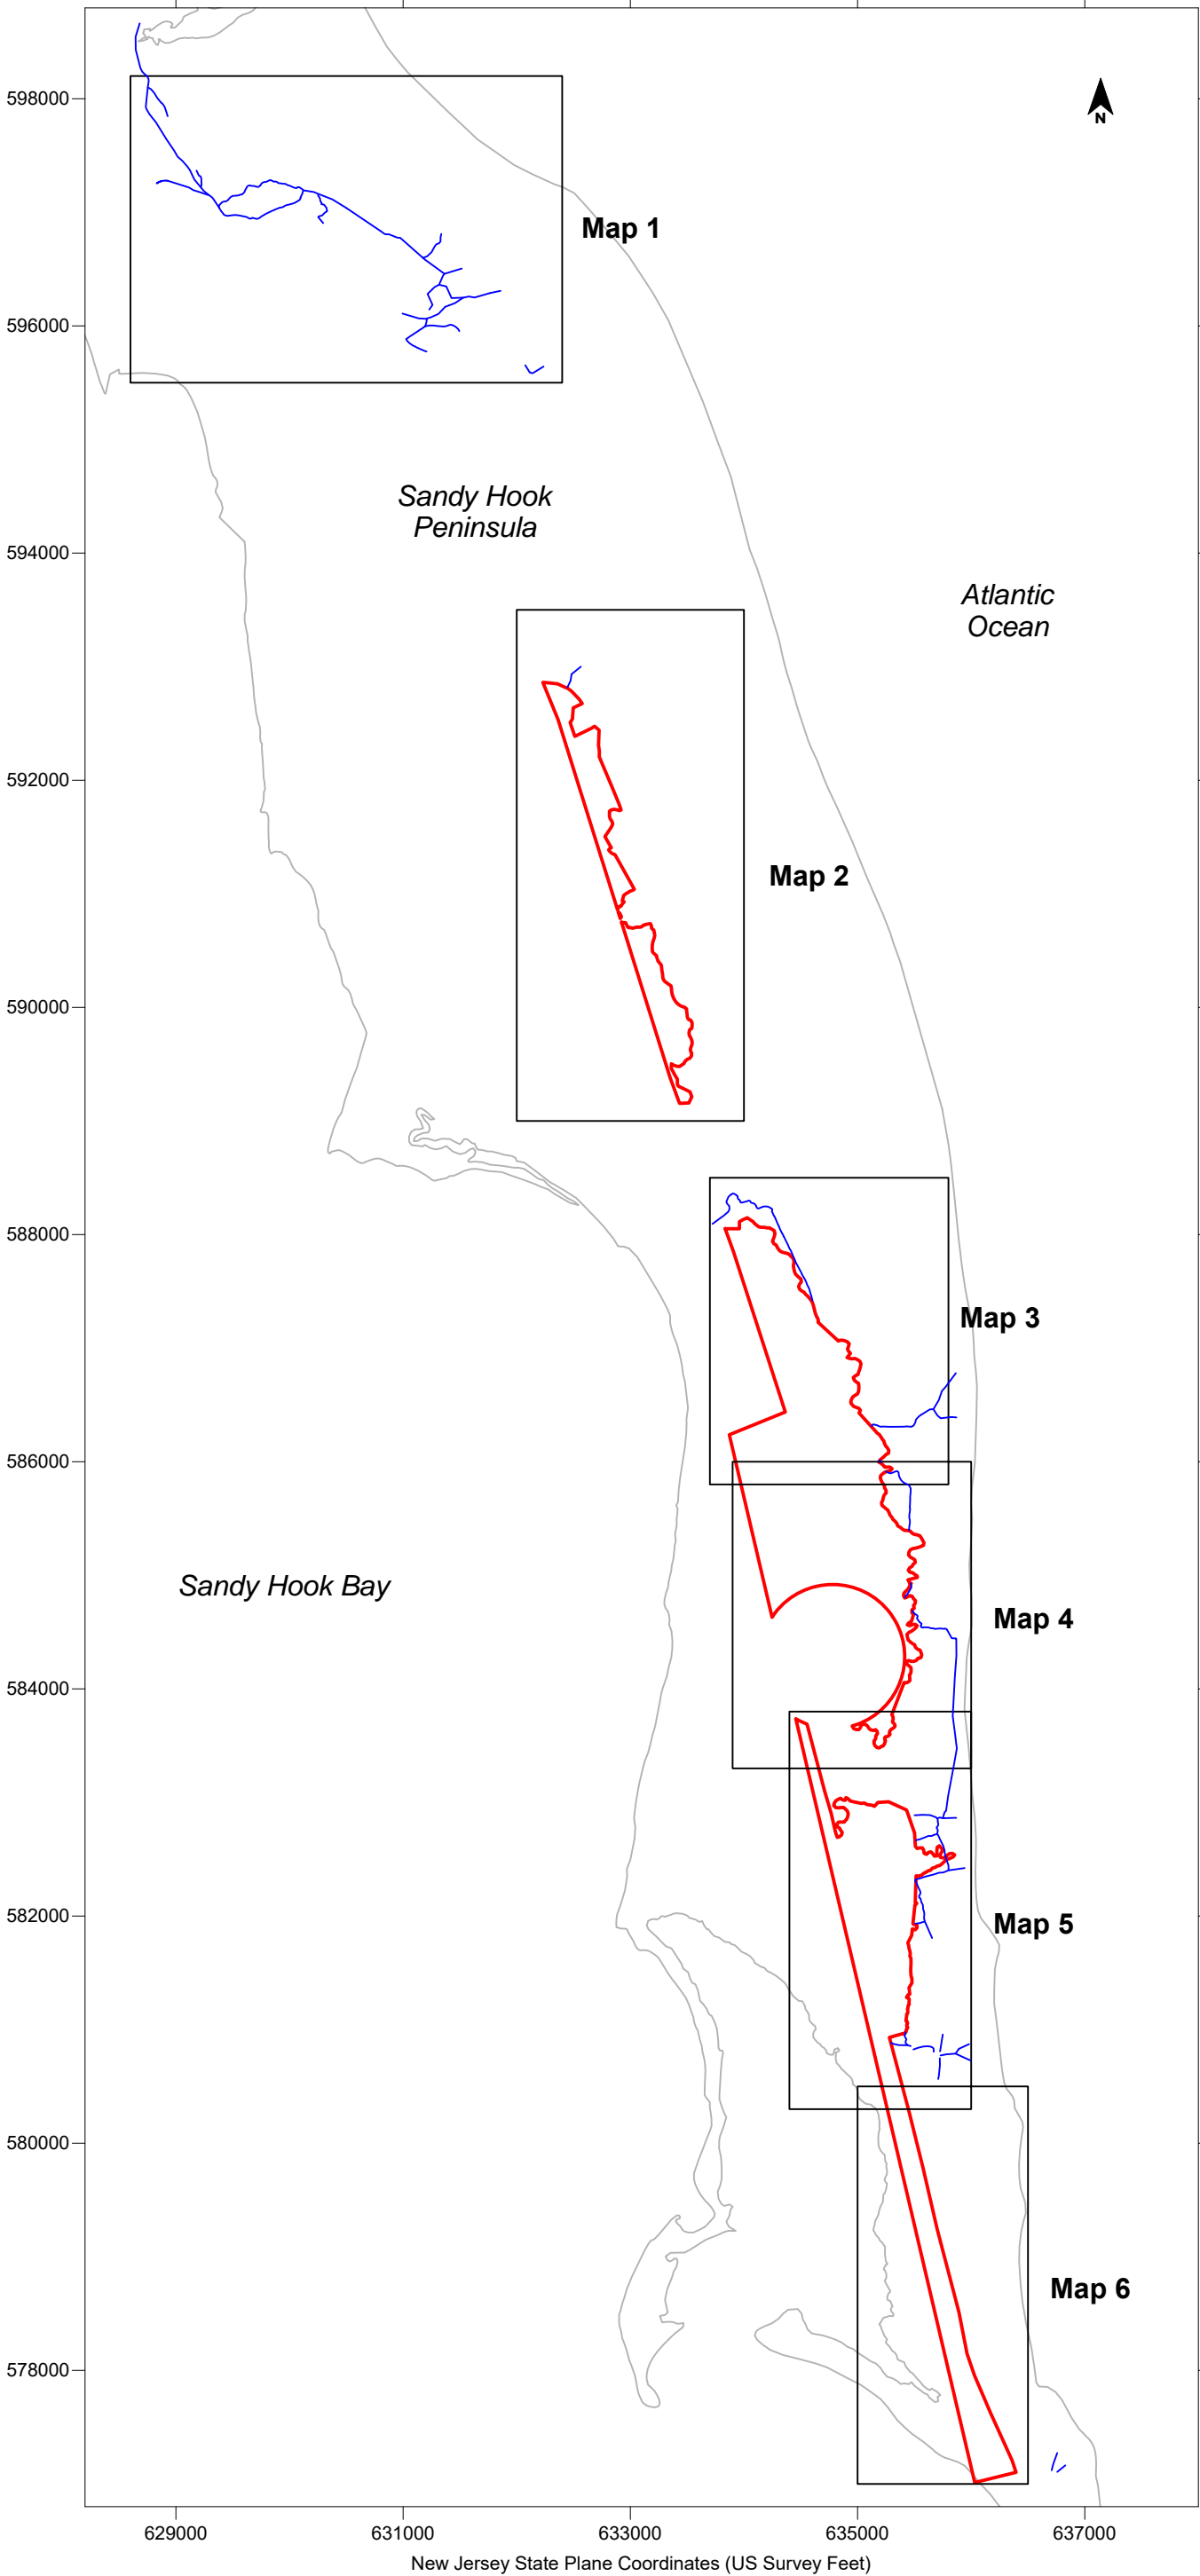 598000
N
Map 1
596000
Sandy Hook
Peninsula
594000
Atlantic
Ocean
592000
Map 2
590000
588000
Map 3
586000
Sandy Hook Bay
Map 4
584000
582000
Map 5
580000
Map 6
578000
629000
631000
633000
635000
637000
New Jersey State Plane Coordinates (US Survey Feet)